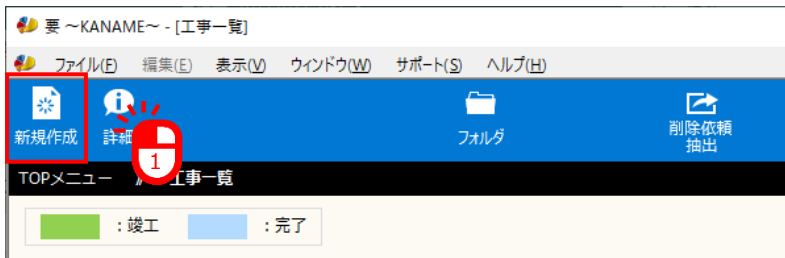 要 ～KANAME～ - [工事一覧]
ファイル(F) 編集(E) 表示(V) ウィンドウ(W) サポート(S) ヘルプ(H)
新規作成 詳細 フォルダ 削除依頼
抽出
1
TOPメニュー 工事一覧
：竣工 ：完了